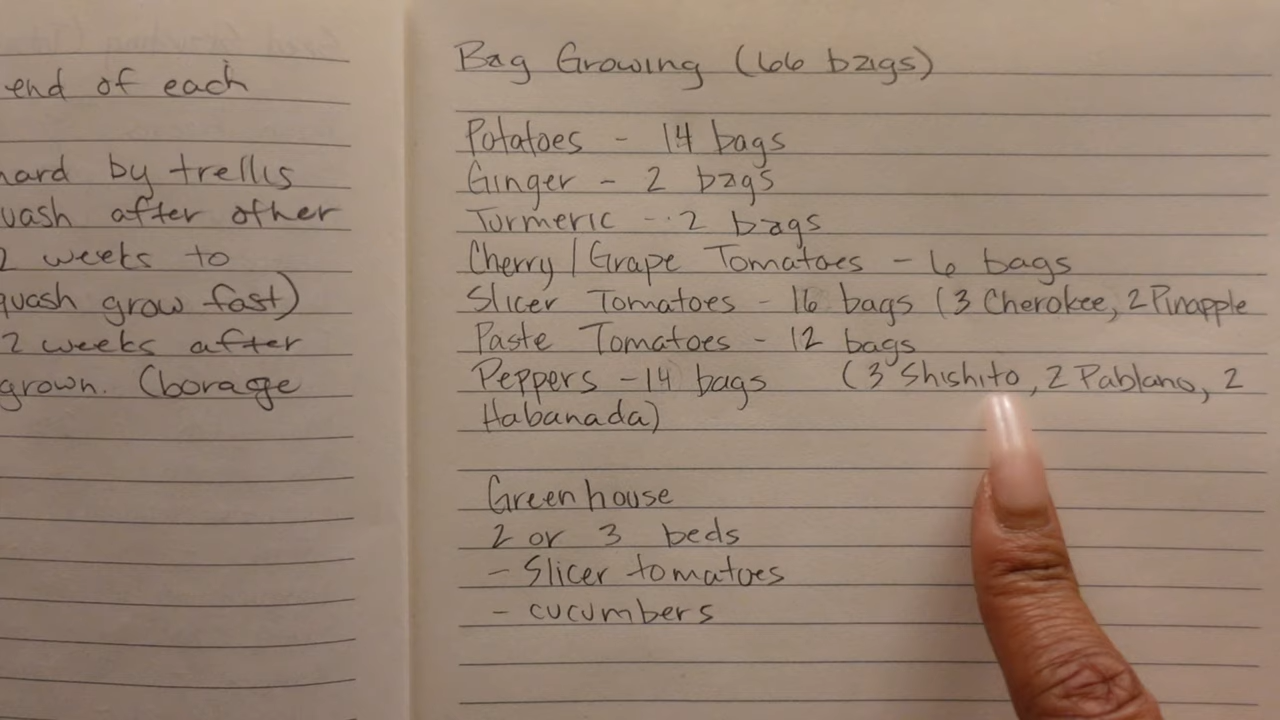 end of each
hard by trellis
uash after other
2 weeks to
quash grow fast)
2 weeks after
grown. (borage
Bag Growing (66 bags)
Potatoes - 14 bags
Ginger - 2 bags
Turmeric - 2 bags
Cherry/Grape Tomatoes - 6 bags
Slicer Tomatoes - 16 bags (3 Cherokee, 2 Pinapple
Paste Tomatoes - 12 bags
Peppers - 14 bags (3 Shishito, 2 Pablano, 2
Habanada)
Greenhouse
2 or 3 beds
- Slicer tomatoes
- cucumbers